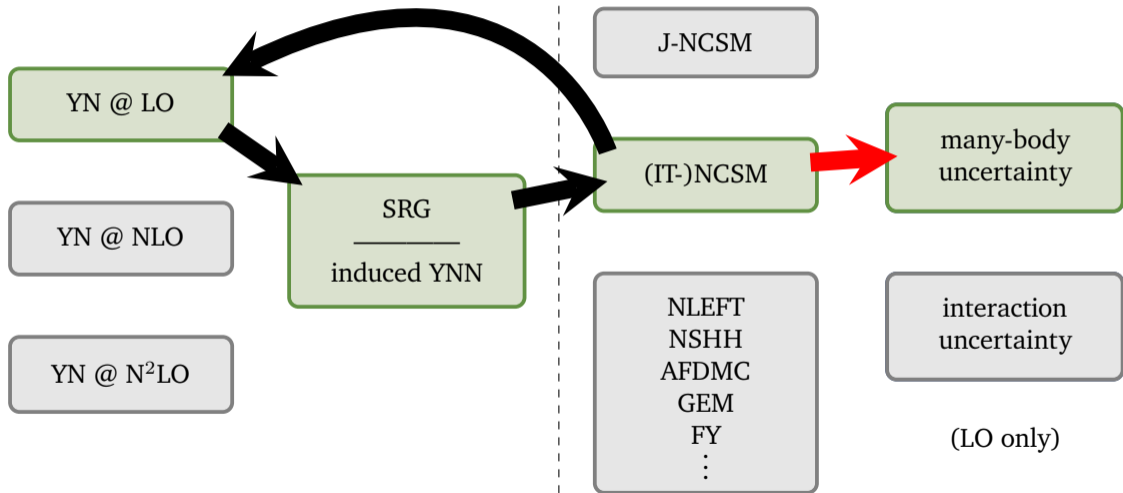 YN @ LO
YN @ NLO
YN @ N²LO
SRG
induced YNN
J-NCSM
(IT-)NCSM
NLEFT
NSHH
AFDMC
GEM
FY
⋮
many-body
uncertainty
interaction
uncertainty
(LO only)